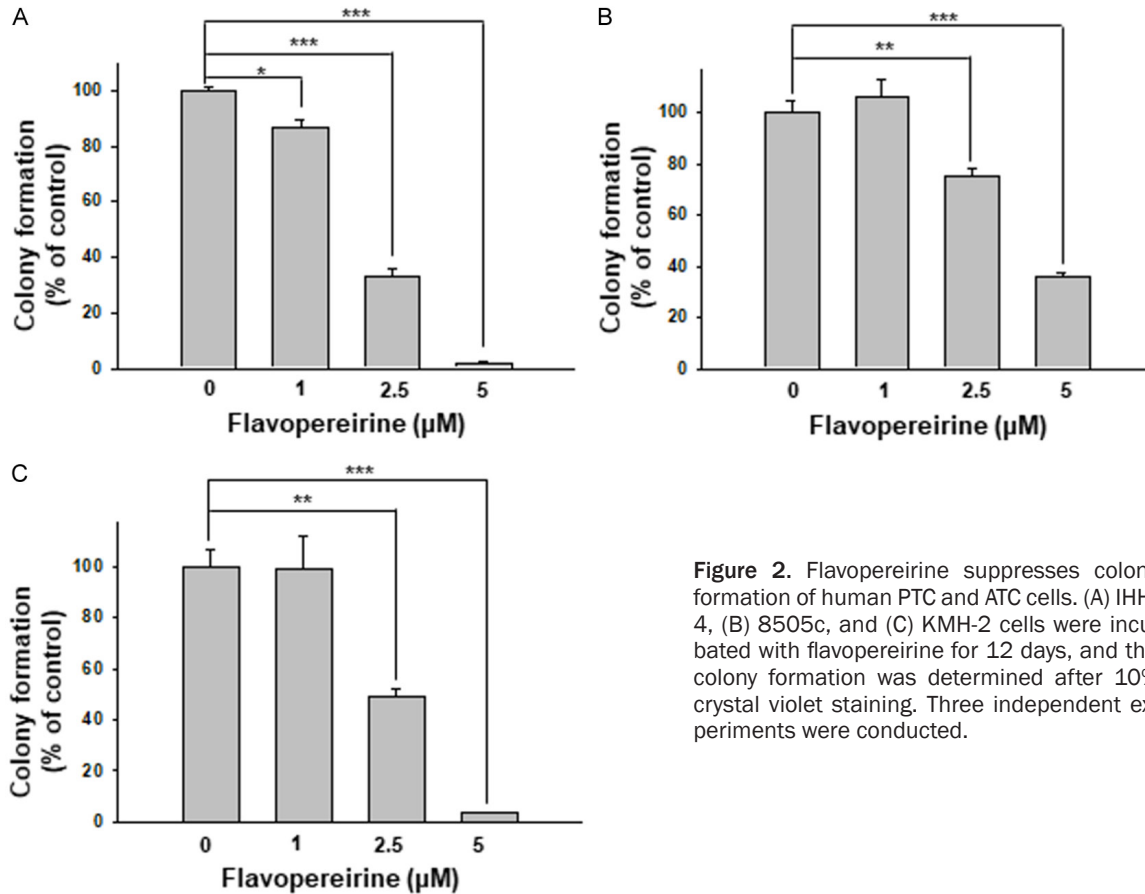 A
***
***
*
100
80
60
40
20
0
Colony formation
(% of control)
0 1 2.5 5
Flavopereirine (µM)
B
***
**
100
80
60
40
20
0
Colony formation
(% of control)
0 1 2.5 5
Flavopereirine (µM)
C
***
**
100
80
60
40
20
0
Colony formation
(% of control)
0 1 2.5 5
Flavopereirine (µM)
Figure 2. Flavopereirine suppresses colon
formation of human PTC and ATC cells. (A) IHH
4, (B) 8505c, and (C) KMH-2 cells were incu
bated with flavopereirine for 12 days, and th
colony formation was determined after 10%
crystal violet staining. Three independent ex
periments were conducted.